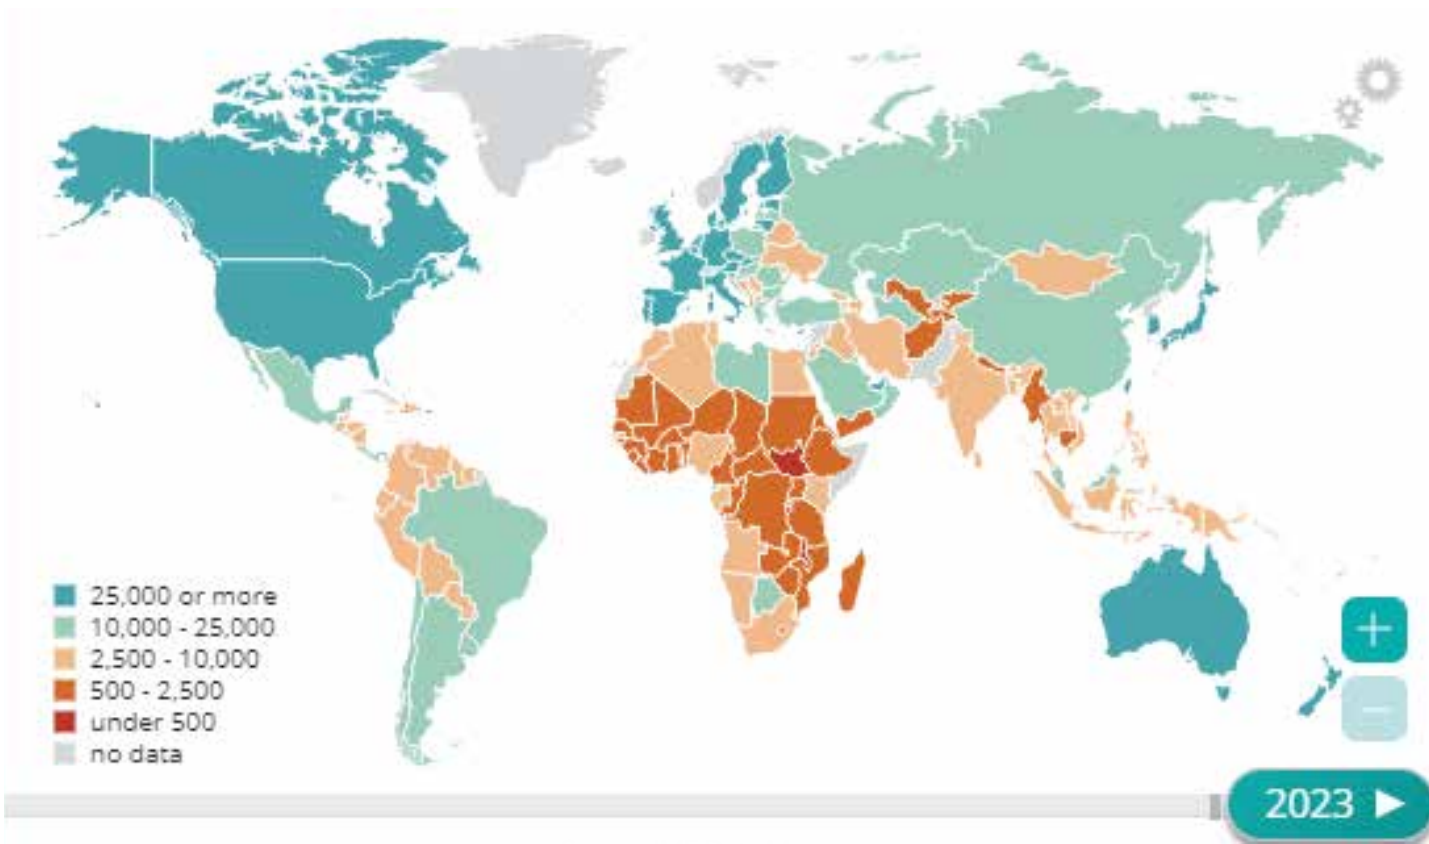 25,000 or more
10,000 - 25,000
2,500 - 10,000
500 - 2,500
under 500
no data
2023